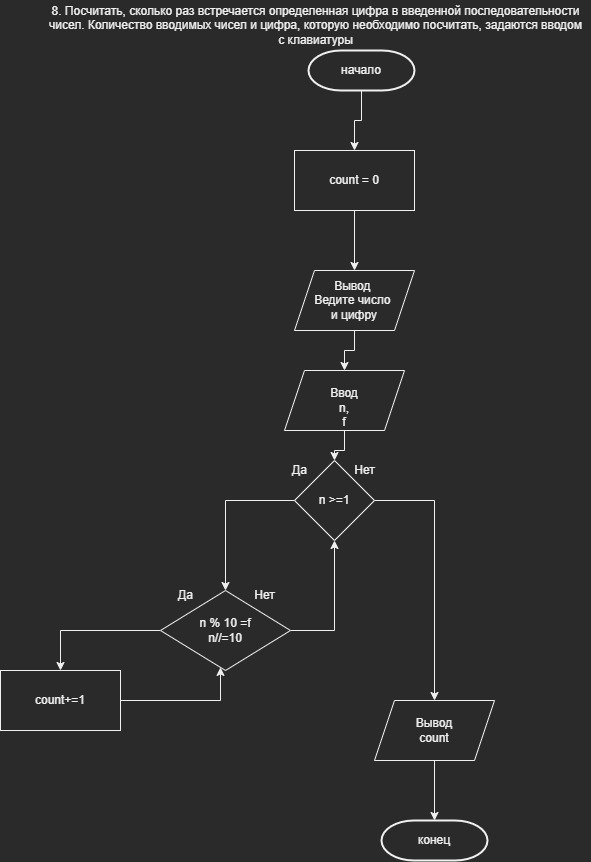 8. Посчитать, сколько раз встречается определенная цифра в введенной последовательности
чисел. Количество вводимых чисел и цифра, которую необходимо посчитать, задаются вводом
с клавиатуры
начало
count = 0
Вывод
Ведите число
и цифру
Ввод
n,
f
Да
Нет
n >=1
Да
Нет
n % 10 =f
n//=10
count+=1
Вывод
count
конец